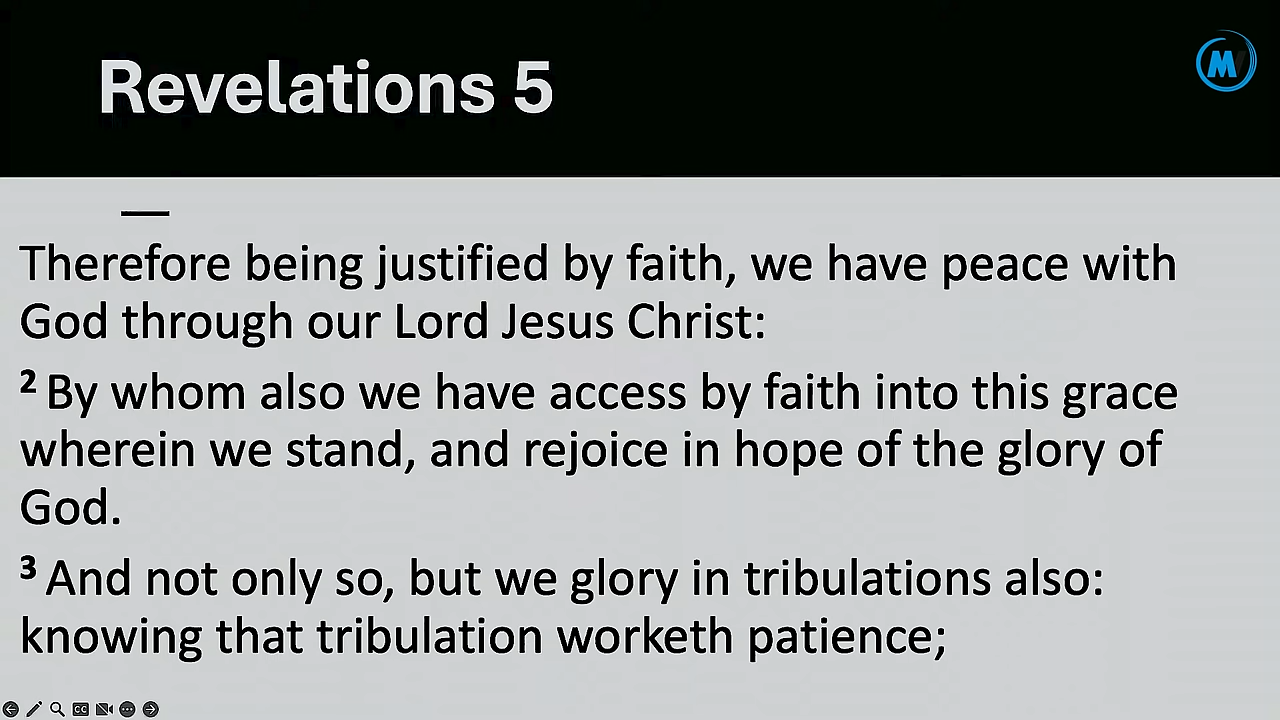 Revelations 5
M
Therefore being justified by faith, we have peace with
God through our Lord Jesus Christ:
2 By whom also we have access by faith into this grace
wherein we stand, and rejoice in hope of the glory of
God.
3 And not only so, but we glory in tribulations also:
knowing that tribulation worketh patience;
CC